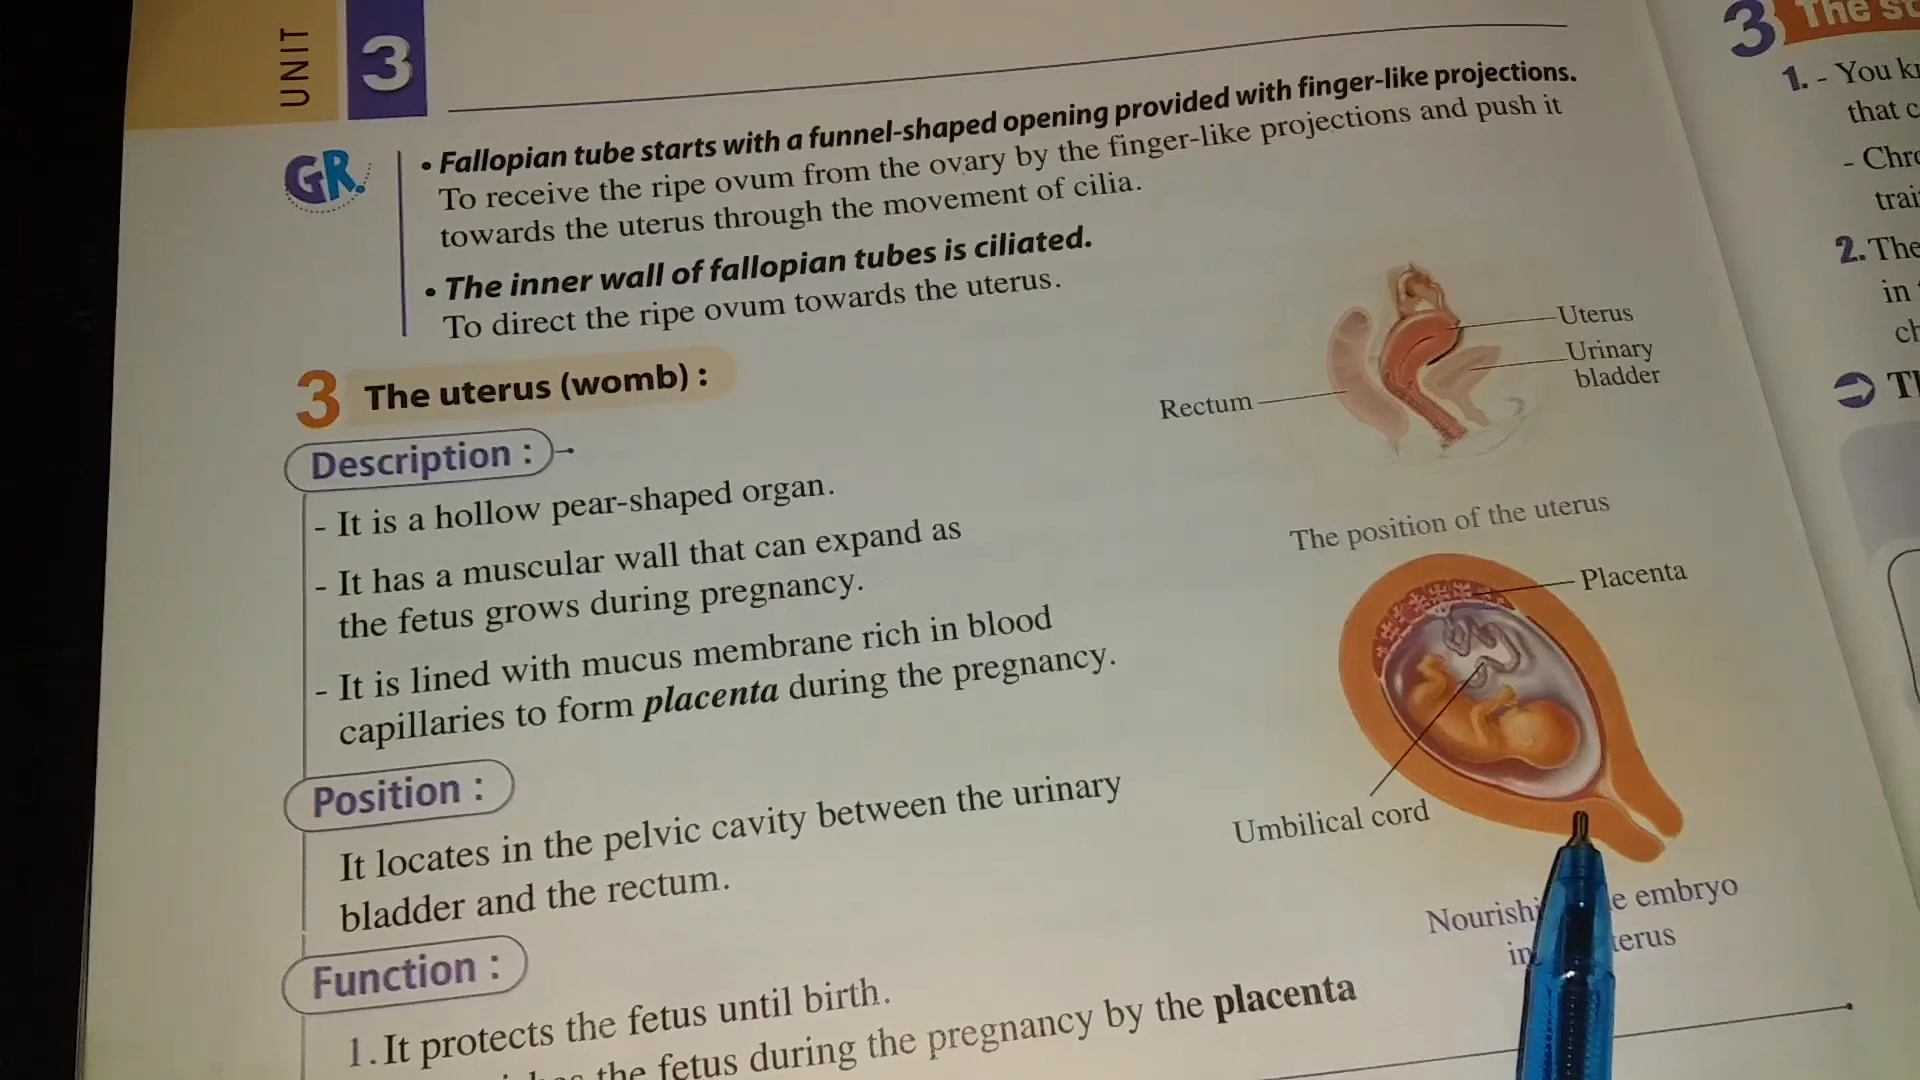 UNIT
3
GR.
• Fallopian tube starts with a funnel-shaped opening provided with finger-like projections.
To receive the ripe ovum from the ovary by the finger-like projections and push it
towards the uterus through the movement of cilia.
• The inner wall of fallopian tubes is ciliated.
To direct the ripe ovum towards the uterus.
3 The uterus (womb) :
Description :
- It is a hollow pear-shaped organ.
- It has a muscular wall that can expand as
the fetus grows during pregnancy.
- It is lined with mucus membrane rich in blood
capillaries to form placenta during the pregnancy.
Position :
It locates in the pelvic cavity between the urinary
bladder and the rectum.
Function :
1. It protects the fetus until birth.
the fetus during the pregnancy by the placenta
Uterus
Urinary
bladder
Rectum
The position of the uterus
Placenta
Umbilical cord
embryo
in
3 The
1. - You
that
-
2. The
in